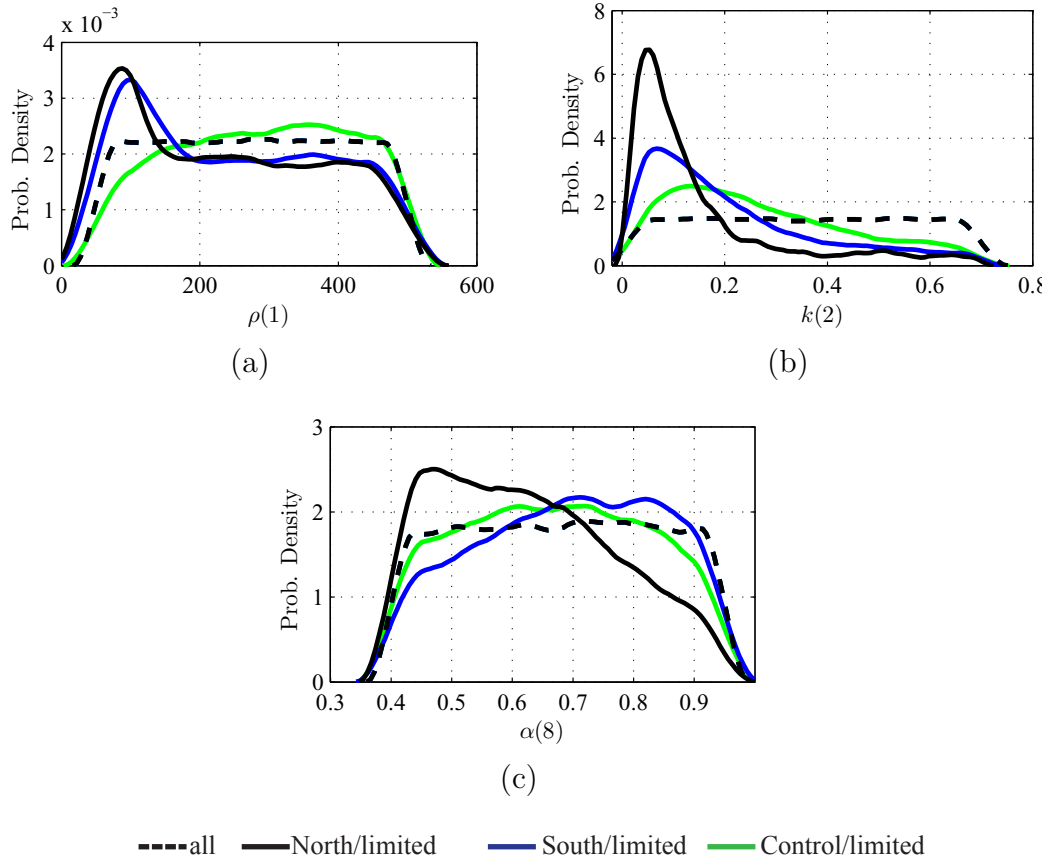 x 10⁻³
Prob. Density
4
3
2
1
0
0 200 400 600
ρ(1)
(a)
Prob. Density
8
6
4
2
0
0 0.2 0.4 0.6 0.8
k(2)
(b)
Prob. Density
3
2
1
0
0.3 0.4 0.5 0.6 0.7 0.8 0.9
α(8)
(c)
all North/limited South/limited Control/limited